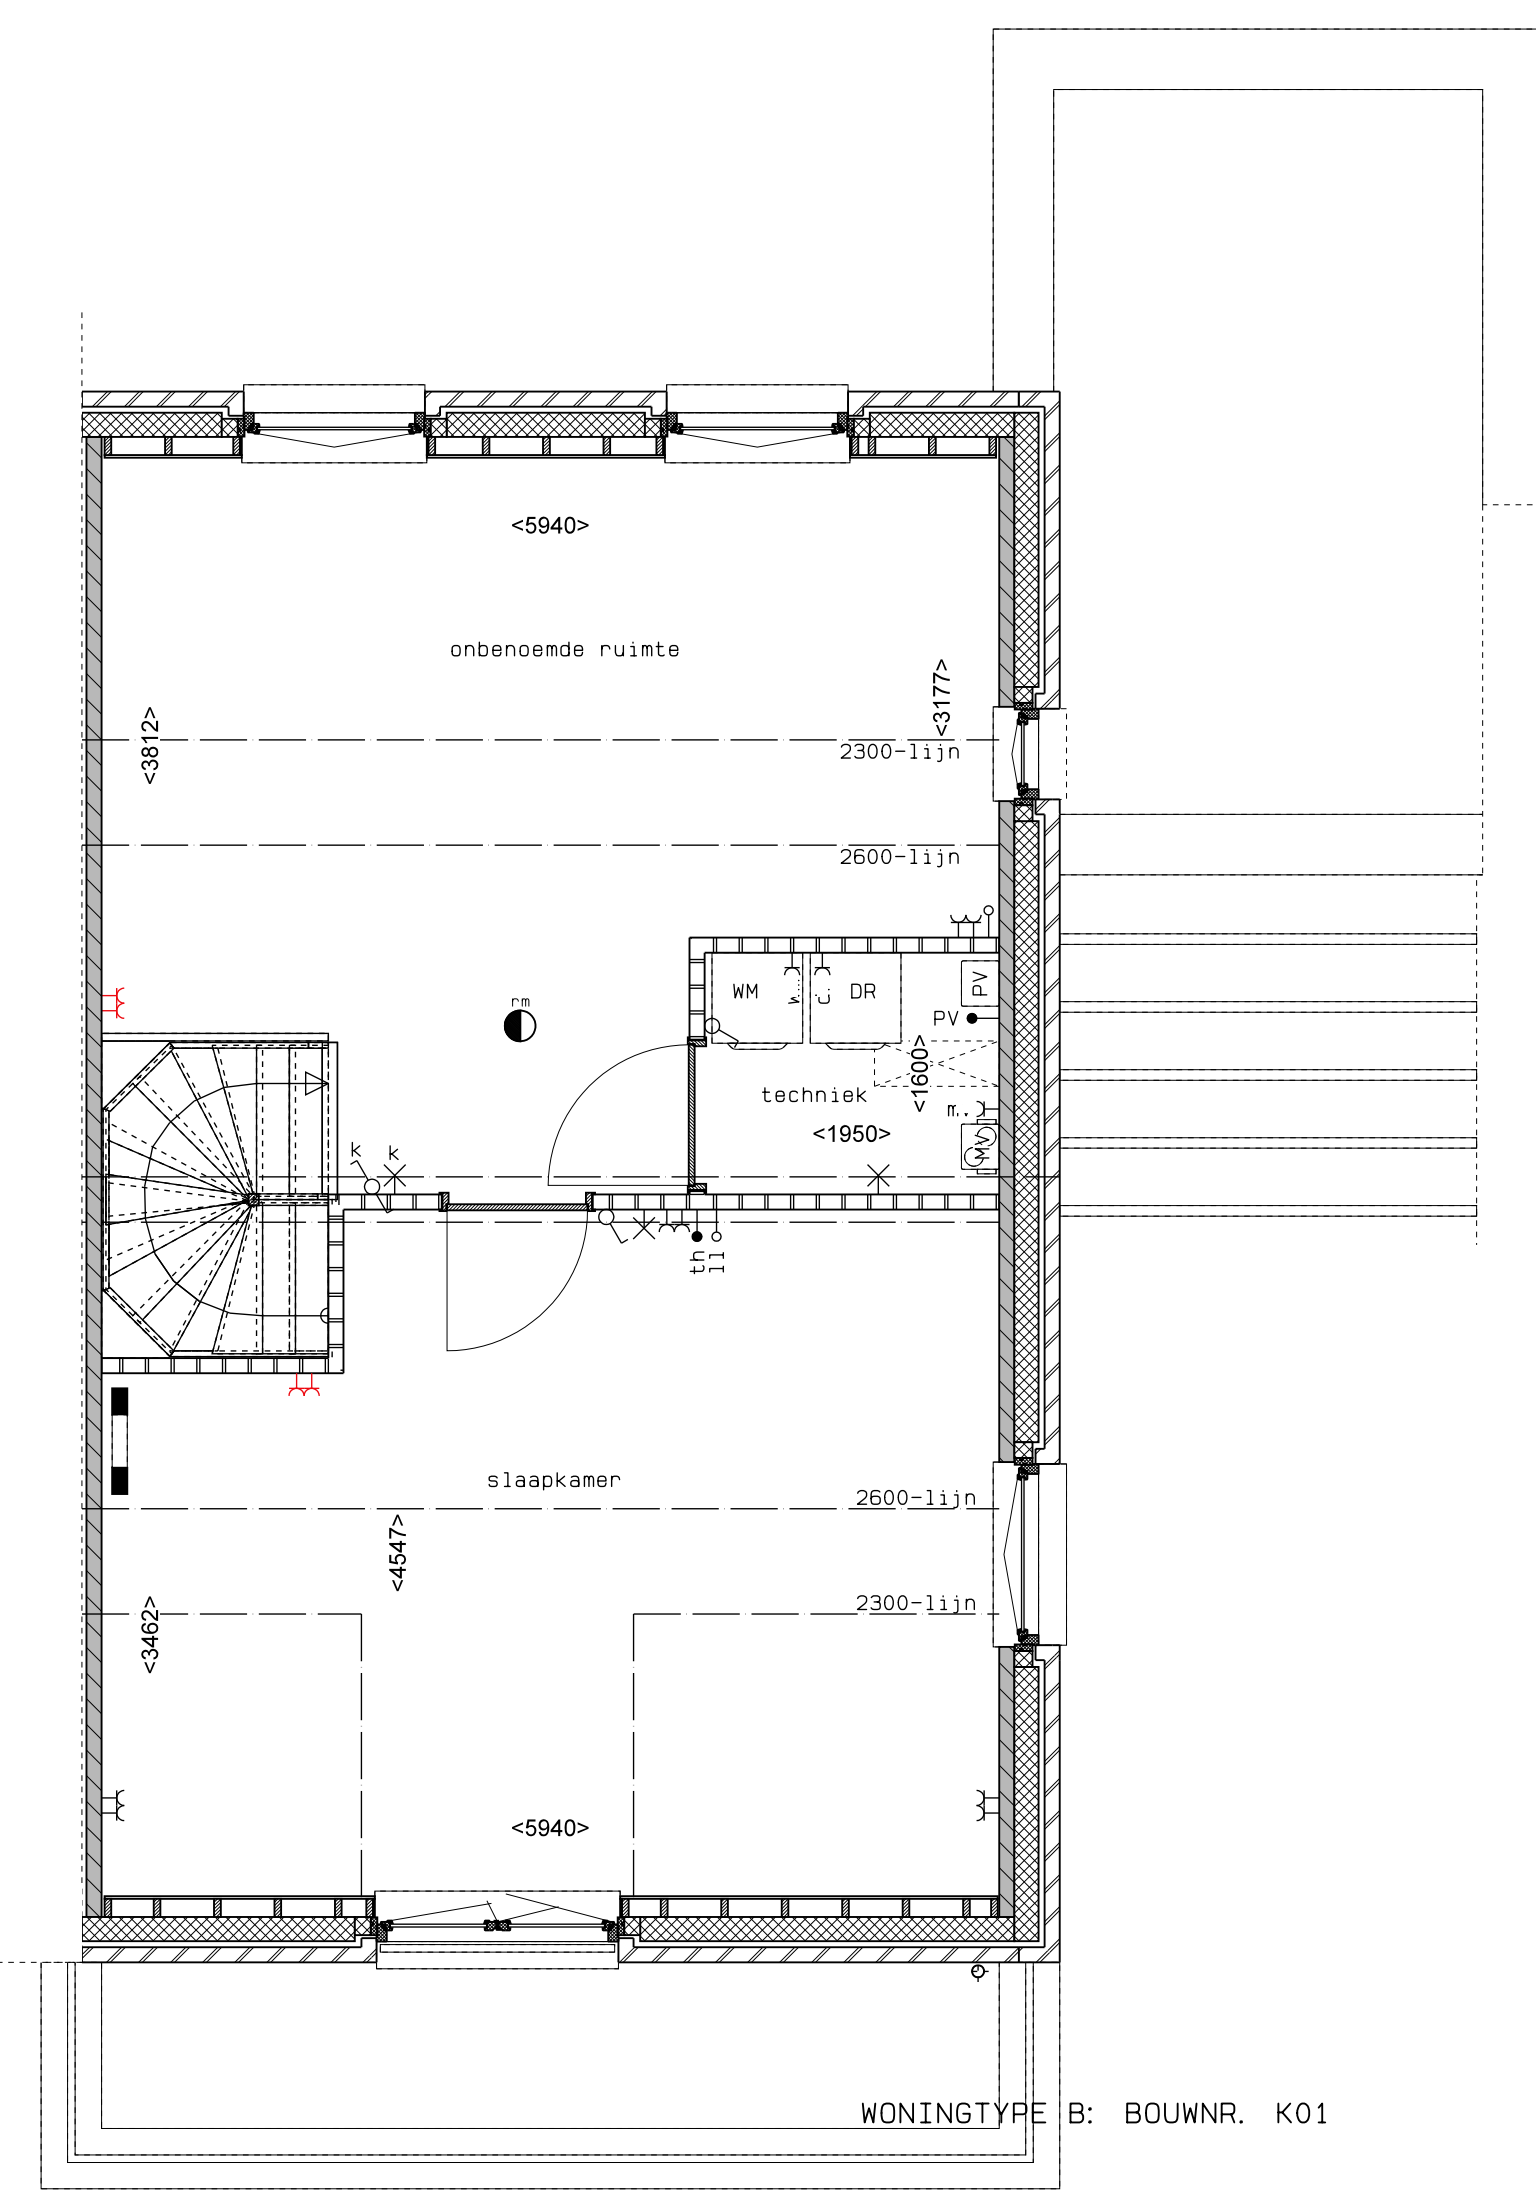 <5940>
onbenoemde ruimte
<3177>
<3812>
2300-lijn
2600-lijn
rm
WM
DR
PV
PV
<1600>
techniek
m..
<1950>
MV
k
k
th
ll
slaapkamer
2600-lijn
<4547>
2300-lijn
<3462>
<5940>
WONINGTYPE B: BOUWNR. K01